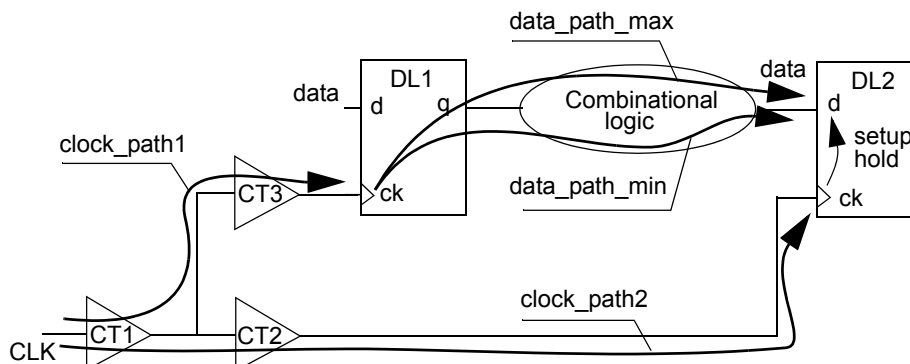 data_path_max
DL1
data
DL2
data
d
q
Combinational
logic
d
clock_path1
setup
hold
CT3
ck
data_path_min
ck
clock_path2
CT1
CT2
CLK